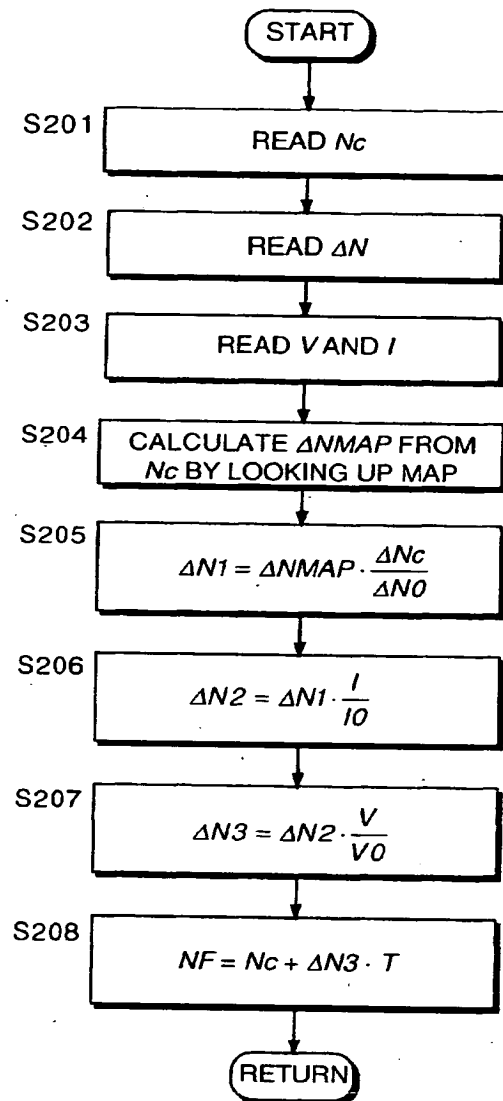 START
S201
READ Nc
S202
READ ΔN
S203
READ V AND I
S204
CALCULATE ΔNMAP FROM
Nc BY LOOKING UP MAP
S205
ΔN1 = ΔNMAP · ΔNc / ΔN0
S206
ΔN2 = ΔN1 · I / I0
S207
ΔN3 = ΔN2 · V / V0
S208
NF = Nc + ΔN3 · T
RETURN